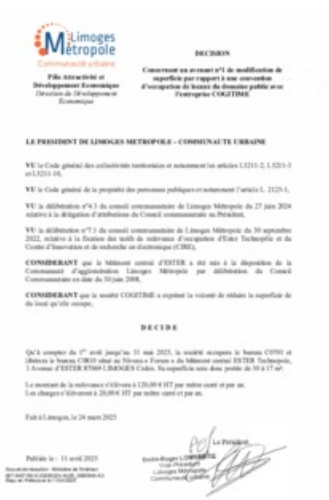 Limoges
Métropole
Communauté urbaine
Pôle Attractivité et
Développement Economique
Direction du Développement
Economique
DECISION
Concernant un avenant n°1 de modification de
superficie par rapport à une convention
d'occupation de locaux du domaine public avec
l'entreprise COGITIME
LE PRESIDENT DE LIMOGES METROPOLE – COMMUNAUTE URBAINE
VU le Code général des collectivités territoriales et notamment les articles L5211-2, L5211-3
et L5211-10,
VU le Code général de la propriété des personnes publiques et notamment l'article L. 2125-1,
VU la délibération n°4.3 du conseil communautaire de Limoges Métropole du 27 juin 2024
relative à la délégation d'attributions du Conseil communautaire au Président,
VU la délibération n°7.1 du conseil communautaire de Limoges Métropole du 30 septembre
2022, relative à la fixation des tarifs de redevance d'occupation d'Ester Technopôle et du
Centre d'Innovation et de recherche en électronique (CIRE),
CONSIDERANT que le bâtiment central d'ESTER a été mis à la disposition de la
Communauté d'agglomération Limoges Métropole par délibération du Conseil
Communautaire en date du 30 juin 2008,
CONSIDERANT que la société COGITIME a exprimé la volonté de réduire la superficie de
du local qu'elle occupe,
D E C I D E
Qu'à compter du 1er avril jusqu'au 31 mai 2025, la société occupera le bureau C0701 et
libérera le bureau au Niveau « Forum » du bâtiment central ESTER Technopole,
1 Avenue d'ESTER 87069 LIMOGES Cedex. Sa superficie sera donc portée de 30 à 17 m².
Le montant de la redevance s'élèvera à 120,00 € HT par mètre carré et par an.
Les charges s'élèveront à 20,00 € HT par mètre carré et par an.
Fait à Limoges, le 24 mars 2025
Le Président,
Publiée le : 11 avril 2025
Vice-Président
Limoges Métropole